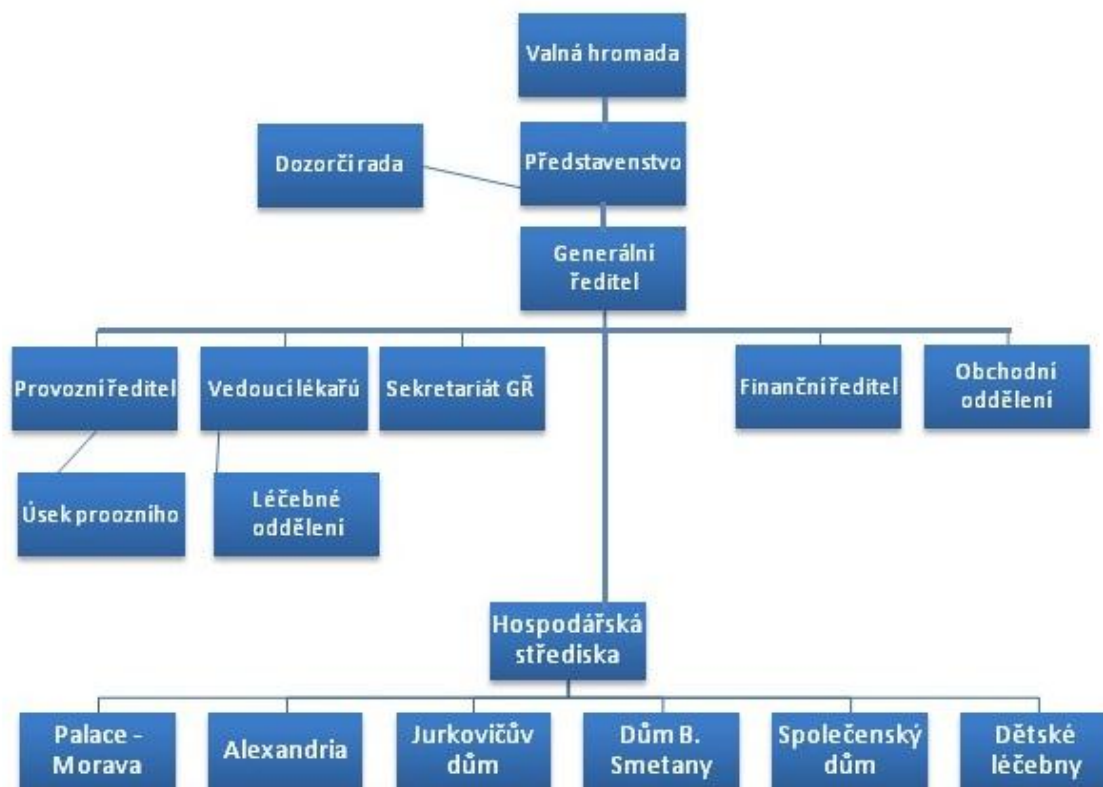 Valná hromada
Dozorčí rada
Představenstvo
Generální
ředitel
Provozní ředitel
Vedoucí lékařů
Sekretariát GŘ
Finanční ředitel
Obchodní
oddělení
Úsek proozního
Léčebné
oddělení
Hospodářská
střediska
Palace -
Morava
Alexandria
Jurkovičův
dům
Dům B.
Smetany
Společenský
dům
Dětské
léčebny